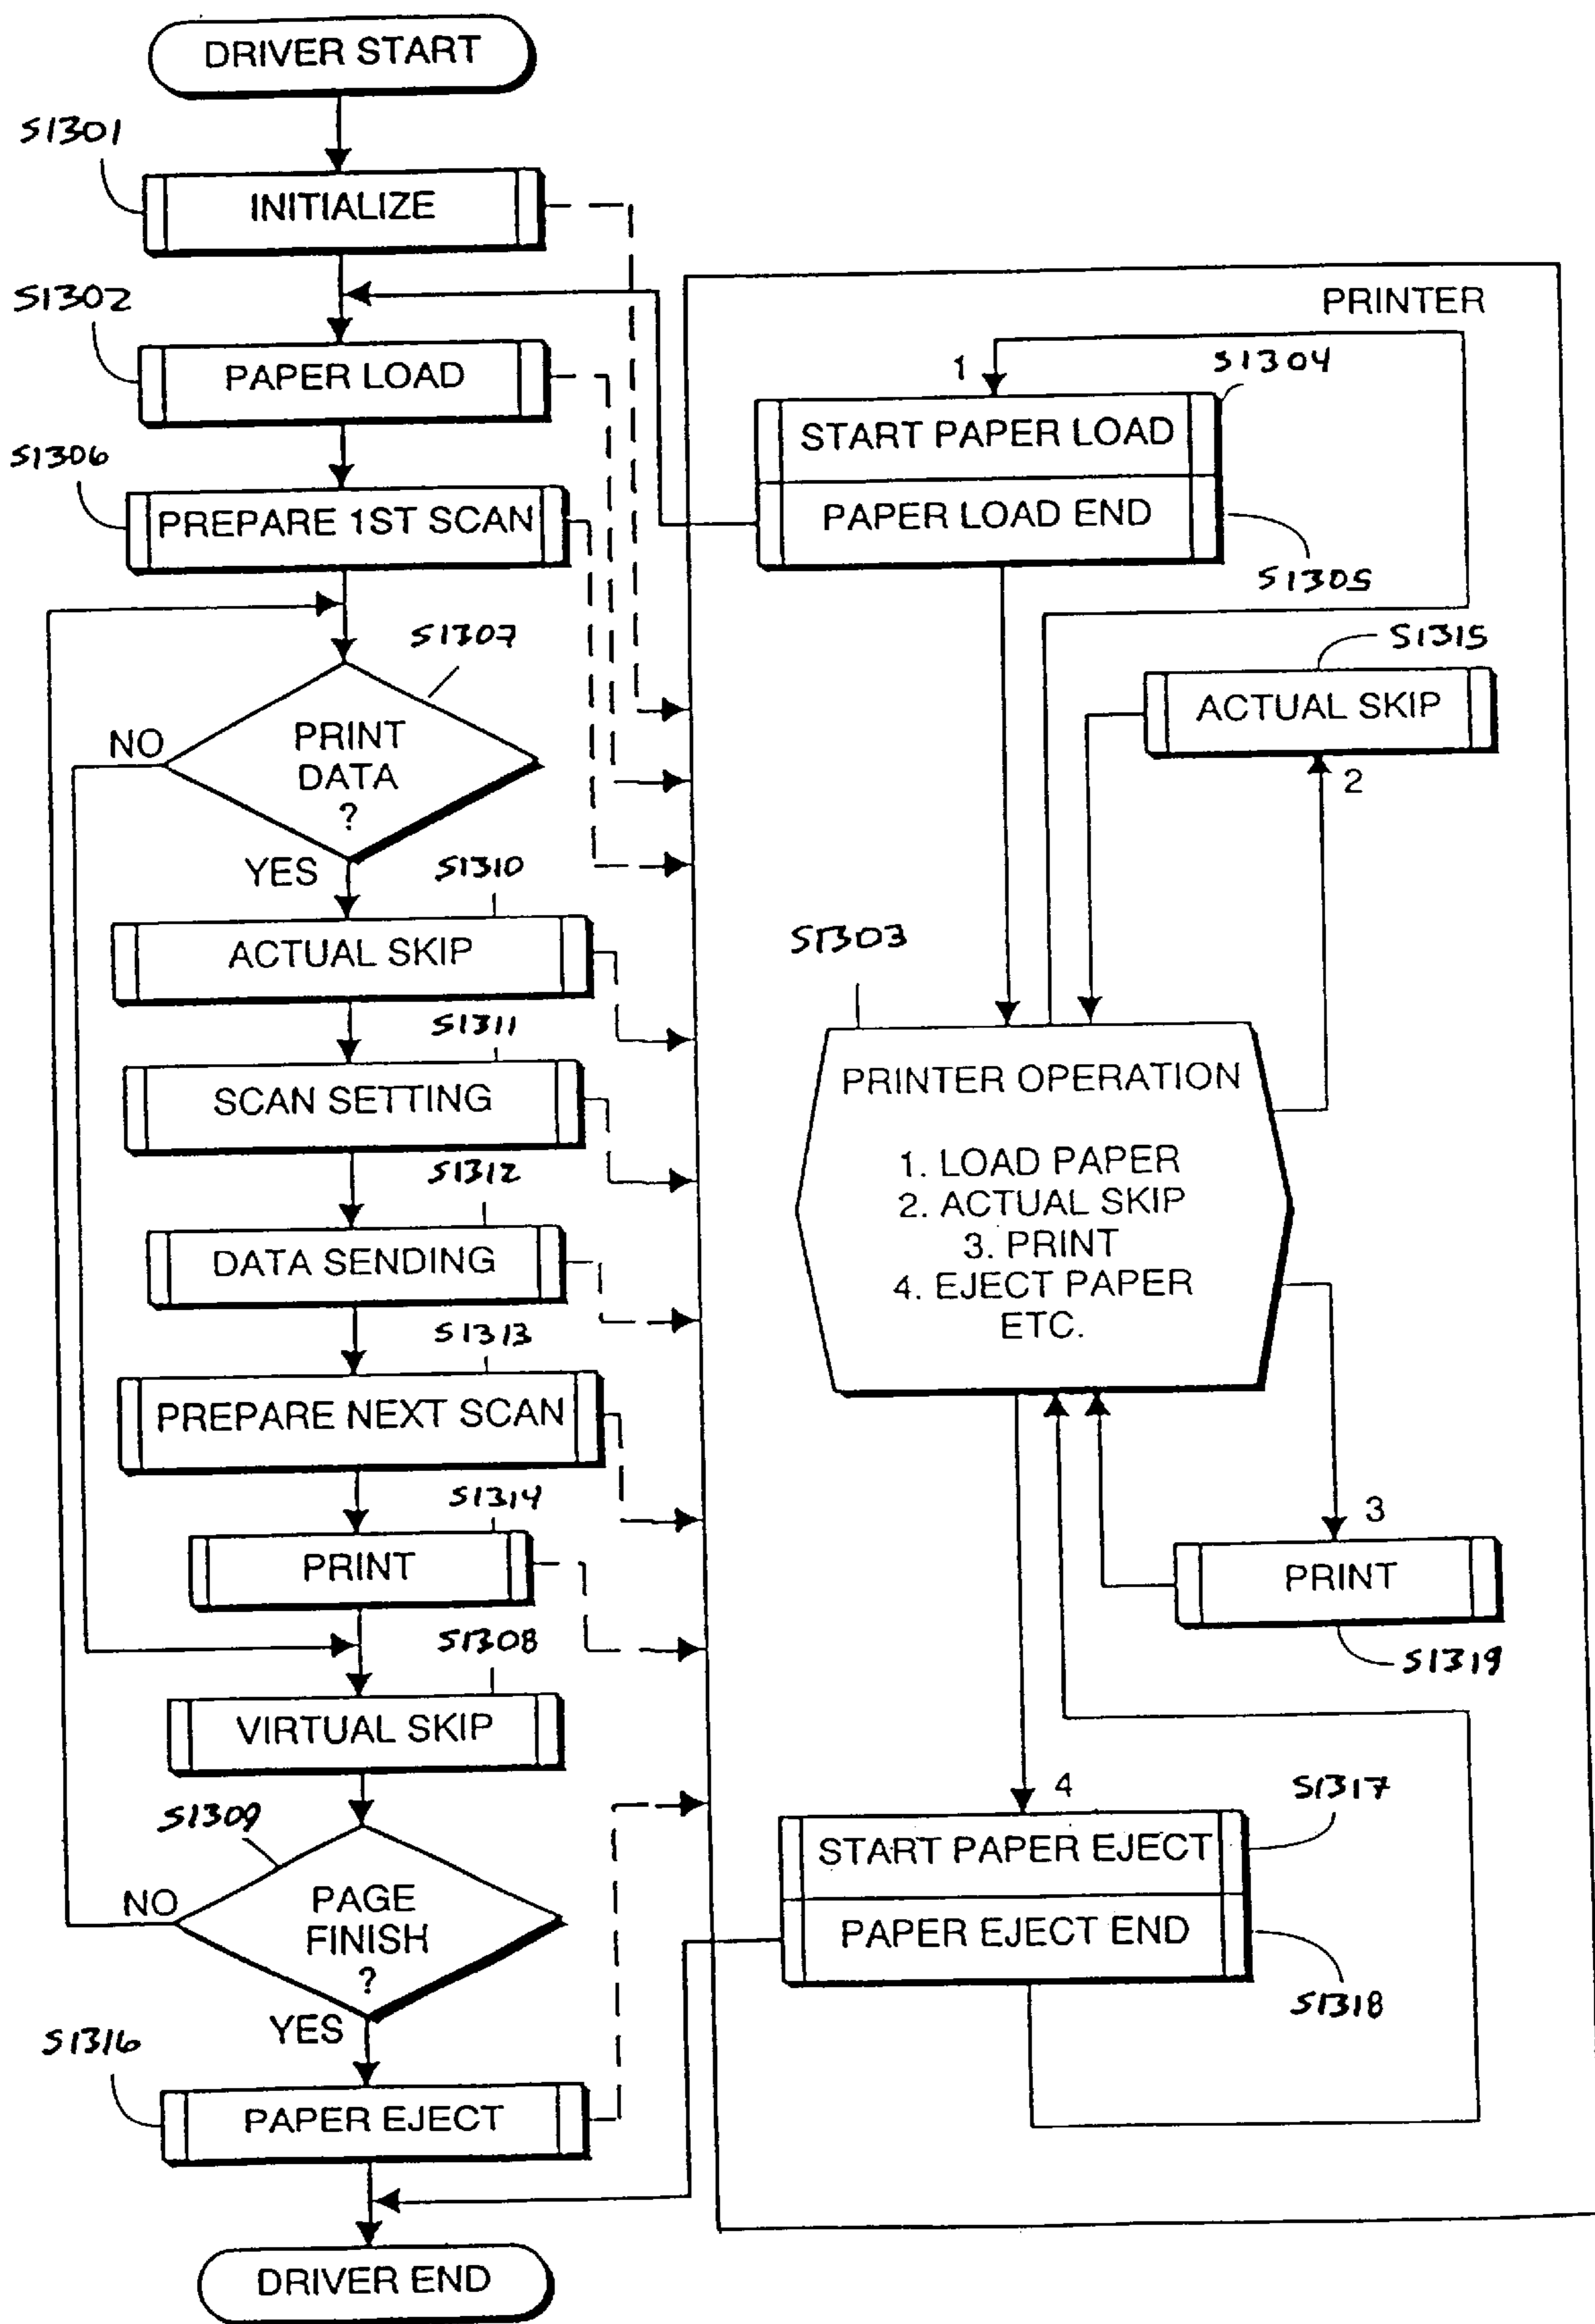 DRIVER START
S1301
INITIALIZE
S1302
PAPER LOAD
S1306
PREPARE 1ST SCAN
S1307
NO
PRINT
DATA
?
YES
S1310
ACTUAL SKIP
S1311
SCAN SETTING
S1312
DATA SENDING
S1313
PREPARE NEXT SCAN
S1314
PRINT
S1308
VIRTUAL SKIP
S1309
NO
PAGE
FINISH
?
YES
S1316
PAPER EJECT
DRIVER END
PRINTER
1
S1304
START PAPER LOAD
PAPER LOAD END
S1305
S1315
ACTUAL SKIP
2
S1303
PRINTER OPERATION
1. LOAD PAPER
2. ACTUAL SKIP
3. PRINT
4. EJECT PAPER
ETC.
3
PRINT
S1319
4
S1317
START PAPER EJECT
PAPER EJECT END
S1318